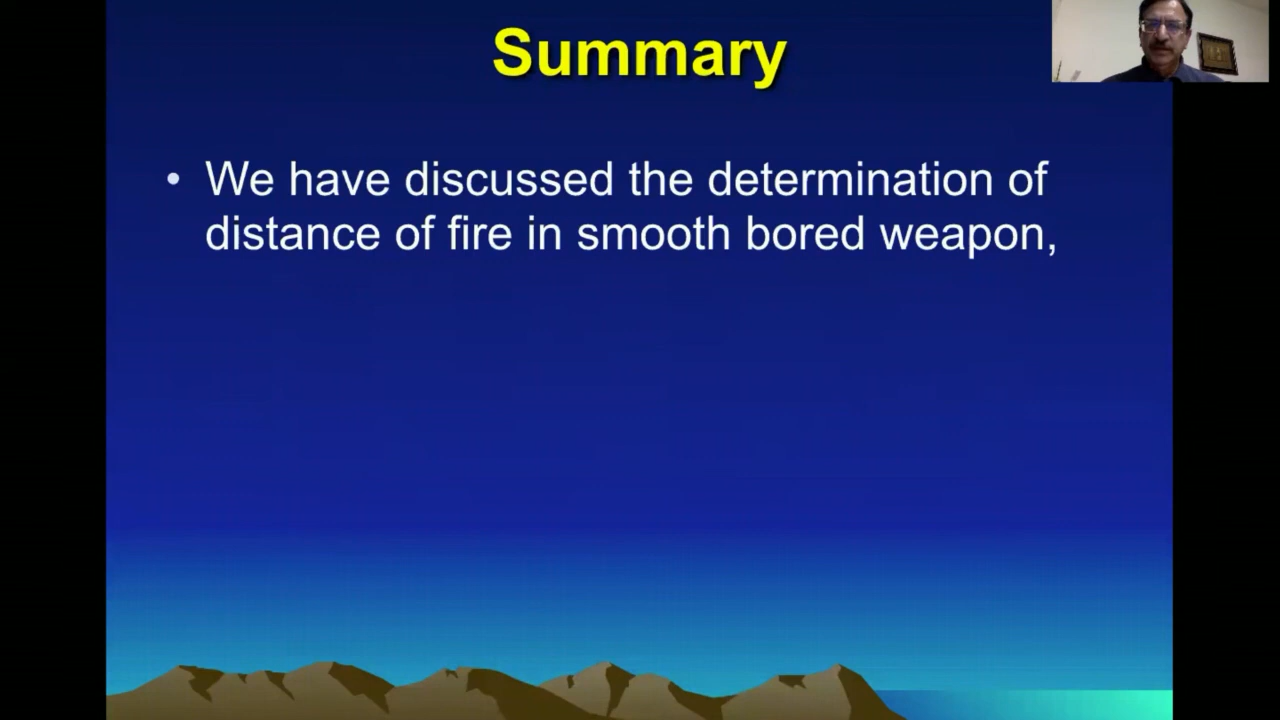 Summary
• We have discussed the determination of
distance of fire in smooth bored weapon,